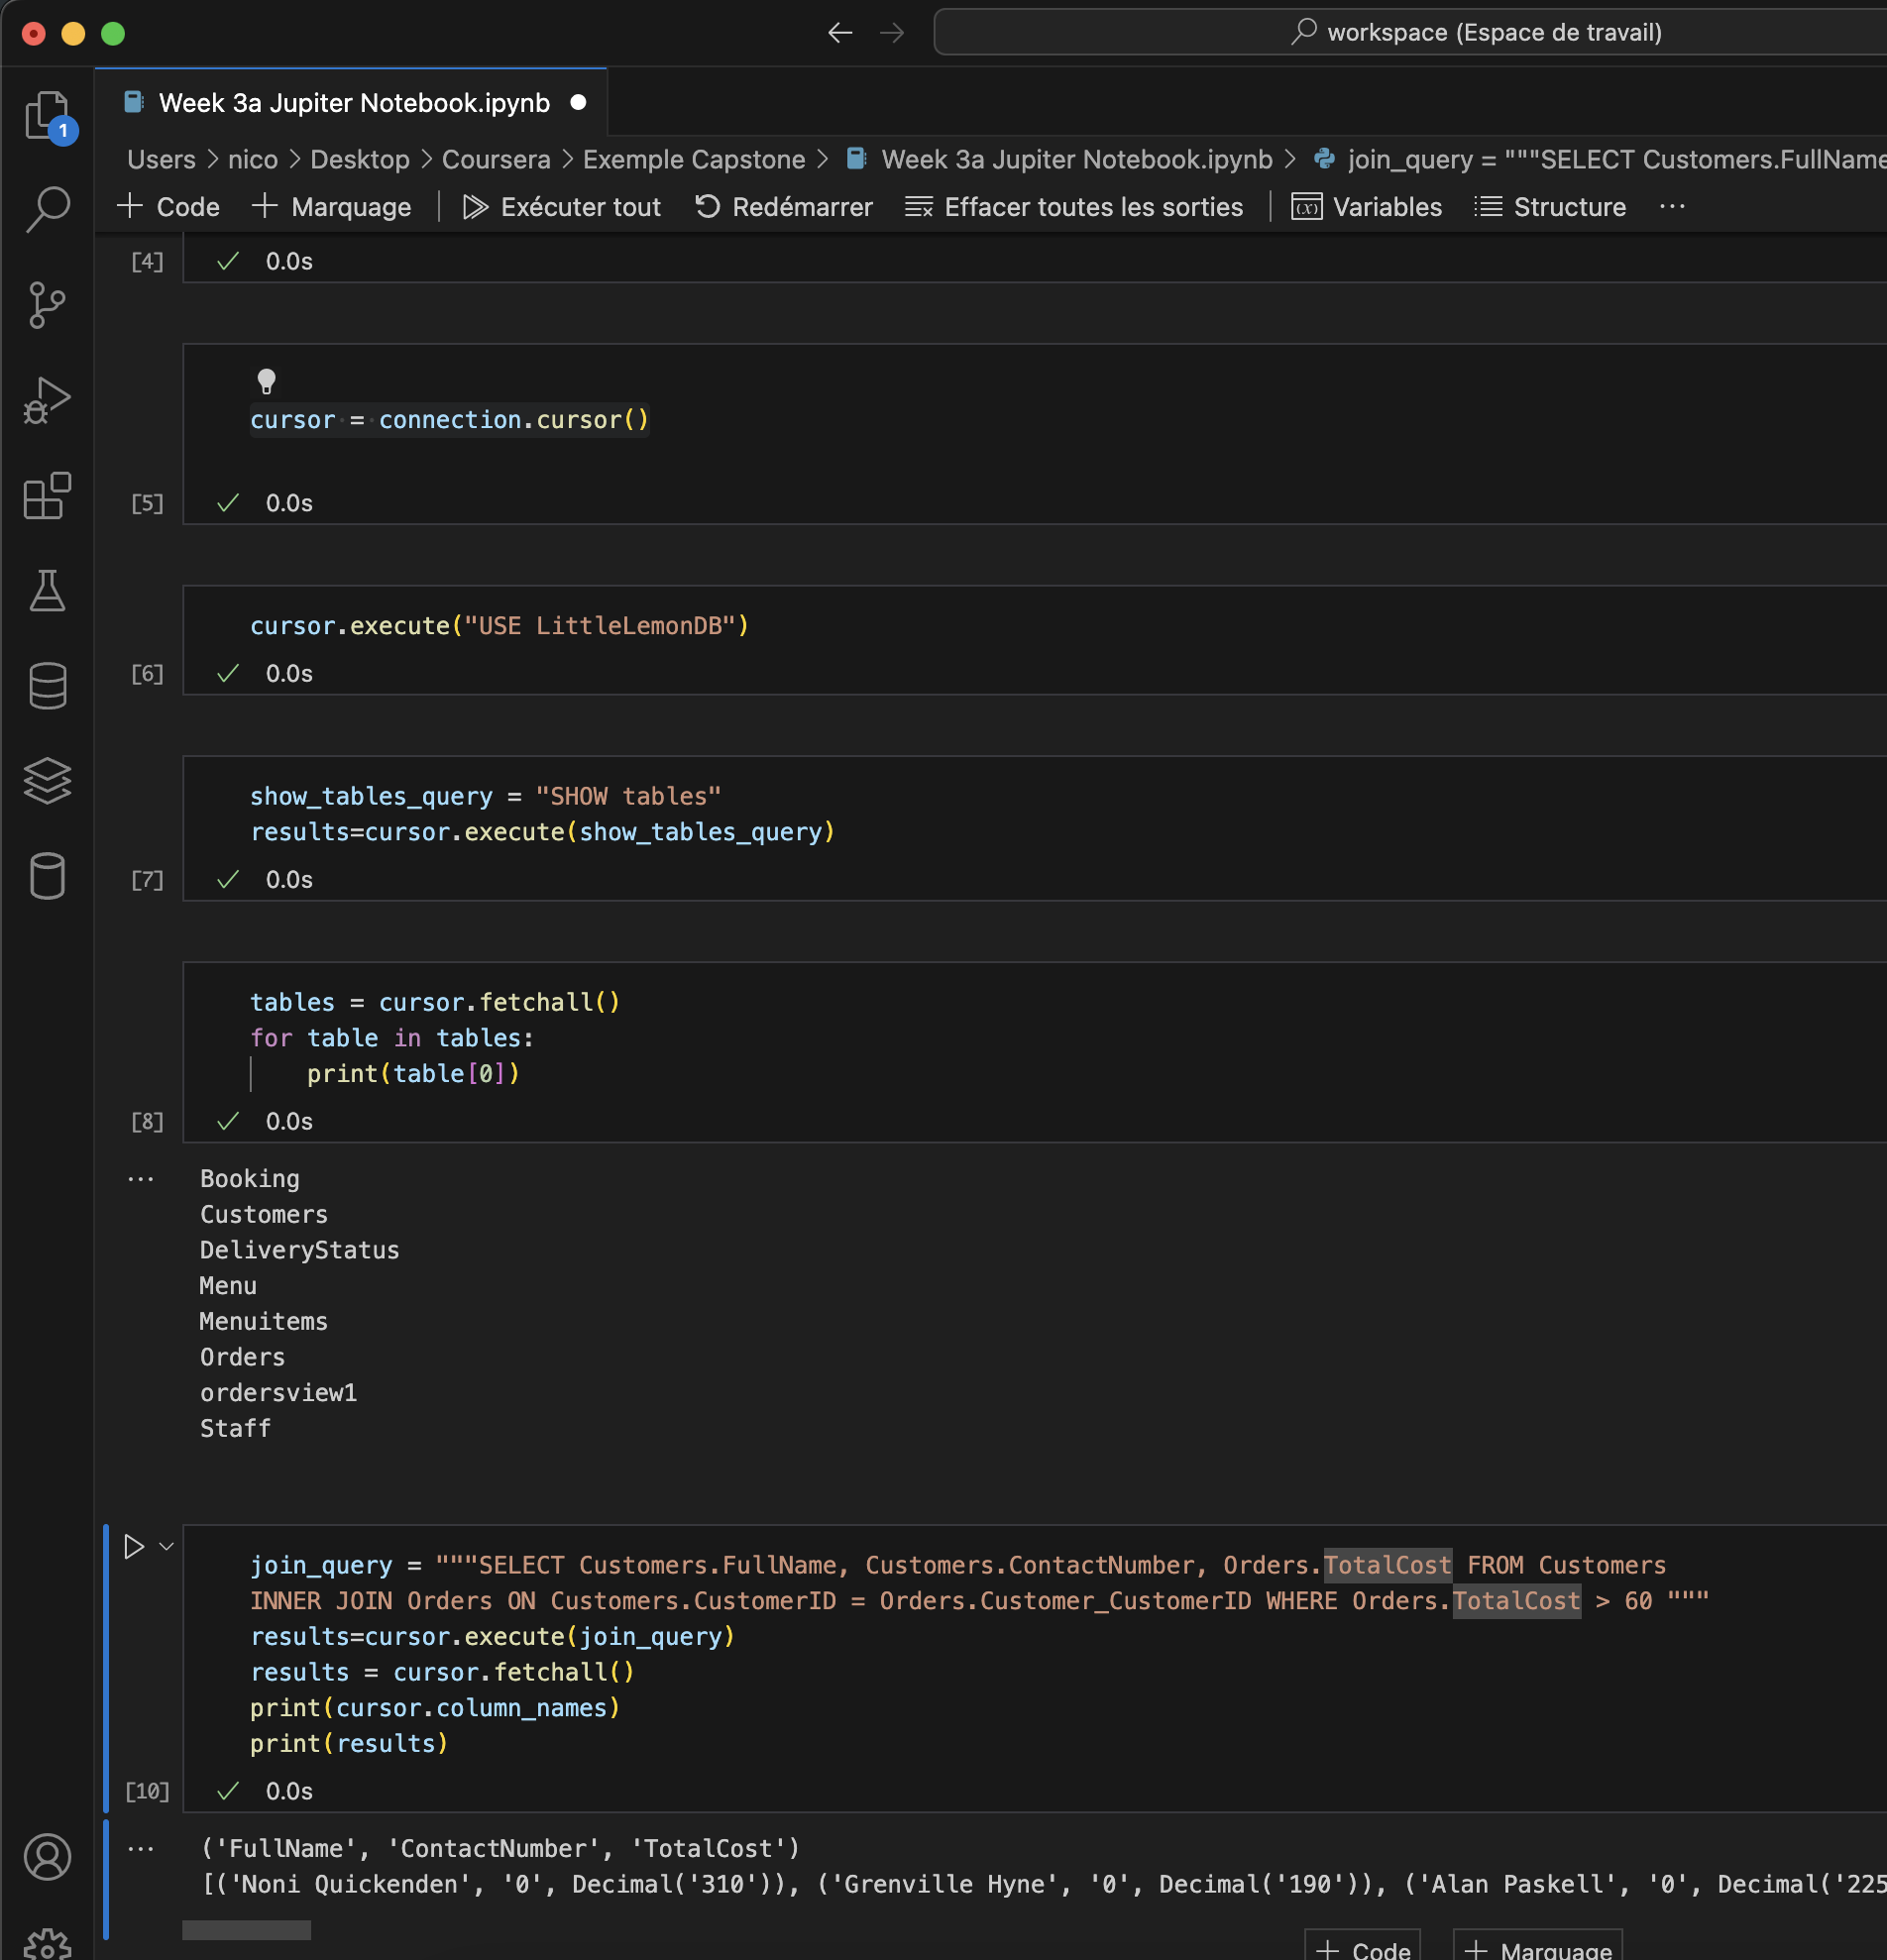 workspace (Espace de travail)
1
Week 3a Jupiter Notebook.ipynb
Users > nico > Desktop > Coursera > Exemple Capstone > Week 3a Jupiter Notebook.ipynb > join_query = """SELECT Customers.FullName
+ Code + Marquage | Exécuter tout Redémarrer Effacer toutes les sorties | Variables Structure ...
[4] ✓ 0.0s
cursor = connection.cursor()
[5] ✓ 0.0s
cursor.execute("USE LittleLemonDB")
[6] ✓ 0.0s
show_tables_query = "SHOW tables"
results=cursor.execute(show_tables_query)
[7] ✓ 0.0s
tables = cursor.fetchall()
for table in tables:
    print(table[0])
[8] ✓ 0.0s
... Booking
Customers
DeliveryStatus
Menu
Menuitems
Orders
ordersview1
Staff
join_query = """SELECT Customers.FullName, Customers.ContactNumber, Orders.TotalCost FROM Customers
INNER JOIN Orders ON Customers.CustomerID = Orders.Customer_CustomerID WHERE Orders.TotalCost > 60 """
results=cursor.execute(join_query)
results = cursor.fetchall()
print(cursor.column_names)
print(results)
[10] ✓ 0.0s
... ('FullName', 'ContactNumber', 'TotalCost')
[('Noni Quickenden', '0', Decimal('310')), ('Grenville Hyne', '0', Decimal('190')), ('Alan Paskell', '0', Decimal('225
+ Code + Marquage